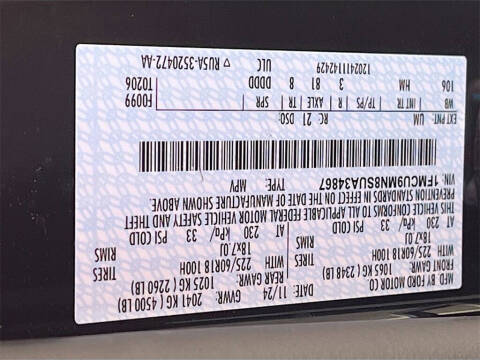 MFD BY FORD MOTOR CO
DATE: 11/24 GVWR: 2041 KG ( 4500 LB)
FRONT GAWR: 1065 KG ( 2348 LB) REAR GAWR: 1025 KG ( 2260 LB)
WITH 225/60R18 100H TIRES WITH 225/60R18 100H TIRES
18x7.0J RIMS 18x7.0J RIMS
AT 230 kPa/ 33 PSI COLD AT 230 kPa/ 33 PSI COLD
THIS VEHICLE CONFORMS TO ALL APPLICABLE FEDERAL MOTOR VEHICLE SAFETY AND THEFT
PREVENTION STANDARDS IN EFFECT ON THE DATE OF MANUFACTURE SHOWN ABOVE.
VIN: 1FMCU9MN8SUA34867 TYPE: MPV
EXT PNT: UM RC: 21 DSO: F0099
WB INT TR TP/PS R AXLE TR SPR T0206
106 HM 3 81 8 DDDD
120241142429 ULC ▽ RU5A-3520472-AA